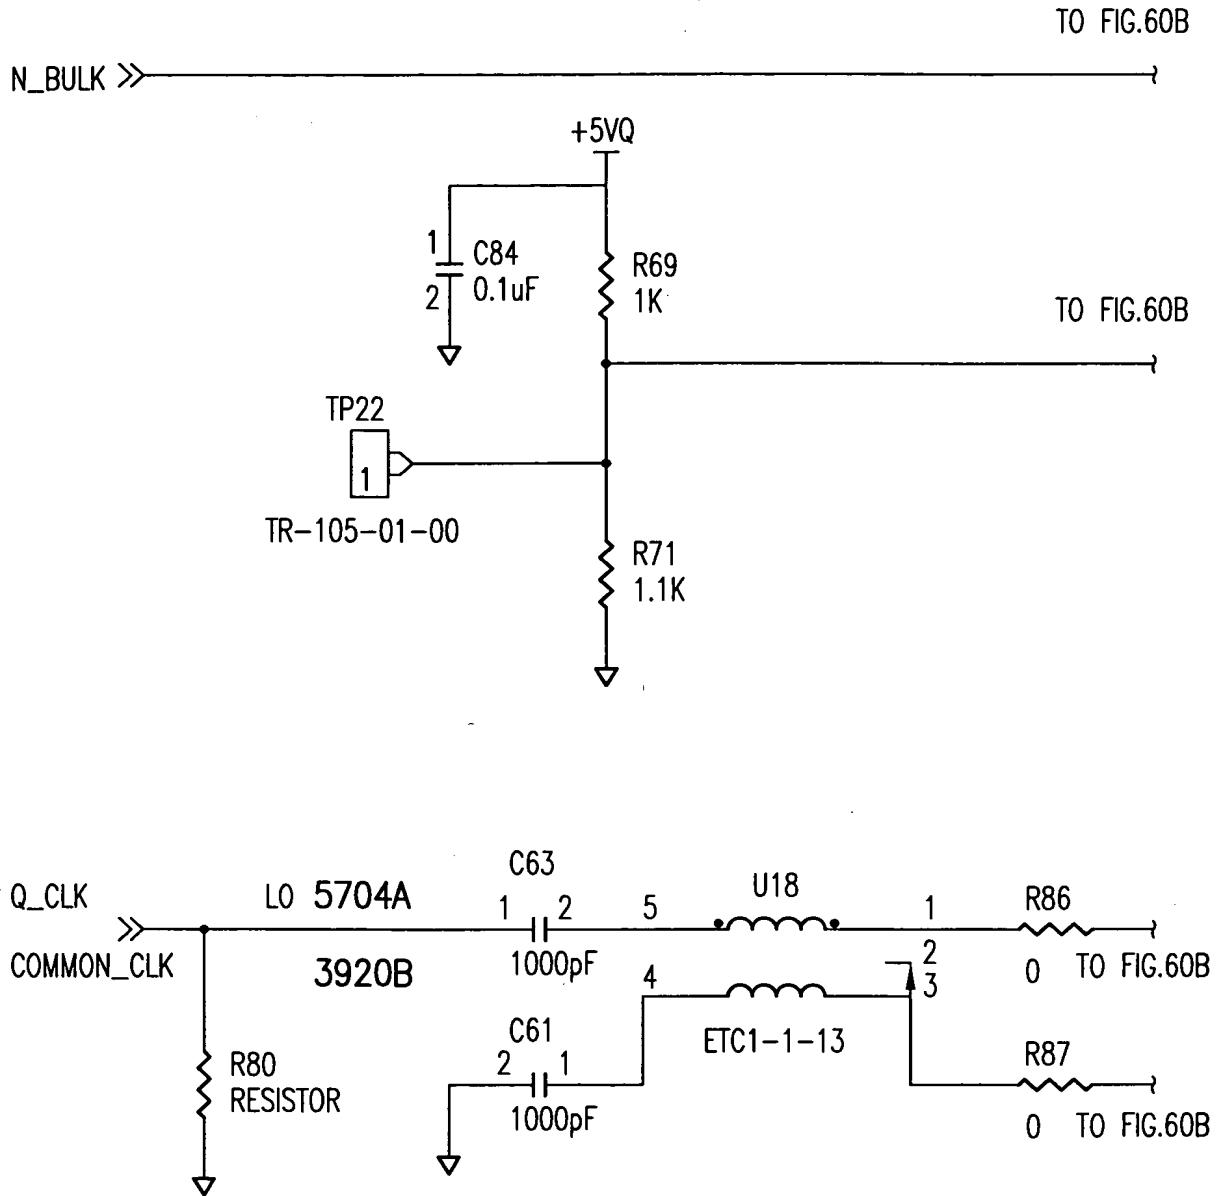 TO FIG.60B
N_BULK
+5VQ
1
C84
0.1uF
2
R69
1K
TO FIG.60B
TP22
1
TR-105-01-00
R71
1.1K
C63
Q_CLK
LO 5704A
1 2
1000pF
5
U18
1
R86
0
TO FIG.60B
COMMON_CLK
3920B
4
2
3
ETC1-1-13
C61
2 1
1000pF
R80
RESISTOR
R87
0
TO FIG.60B